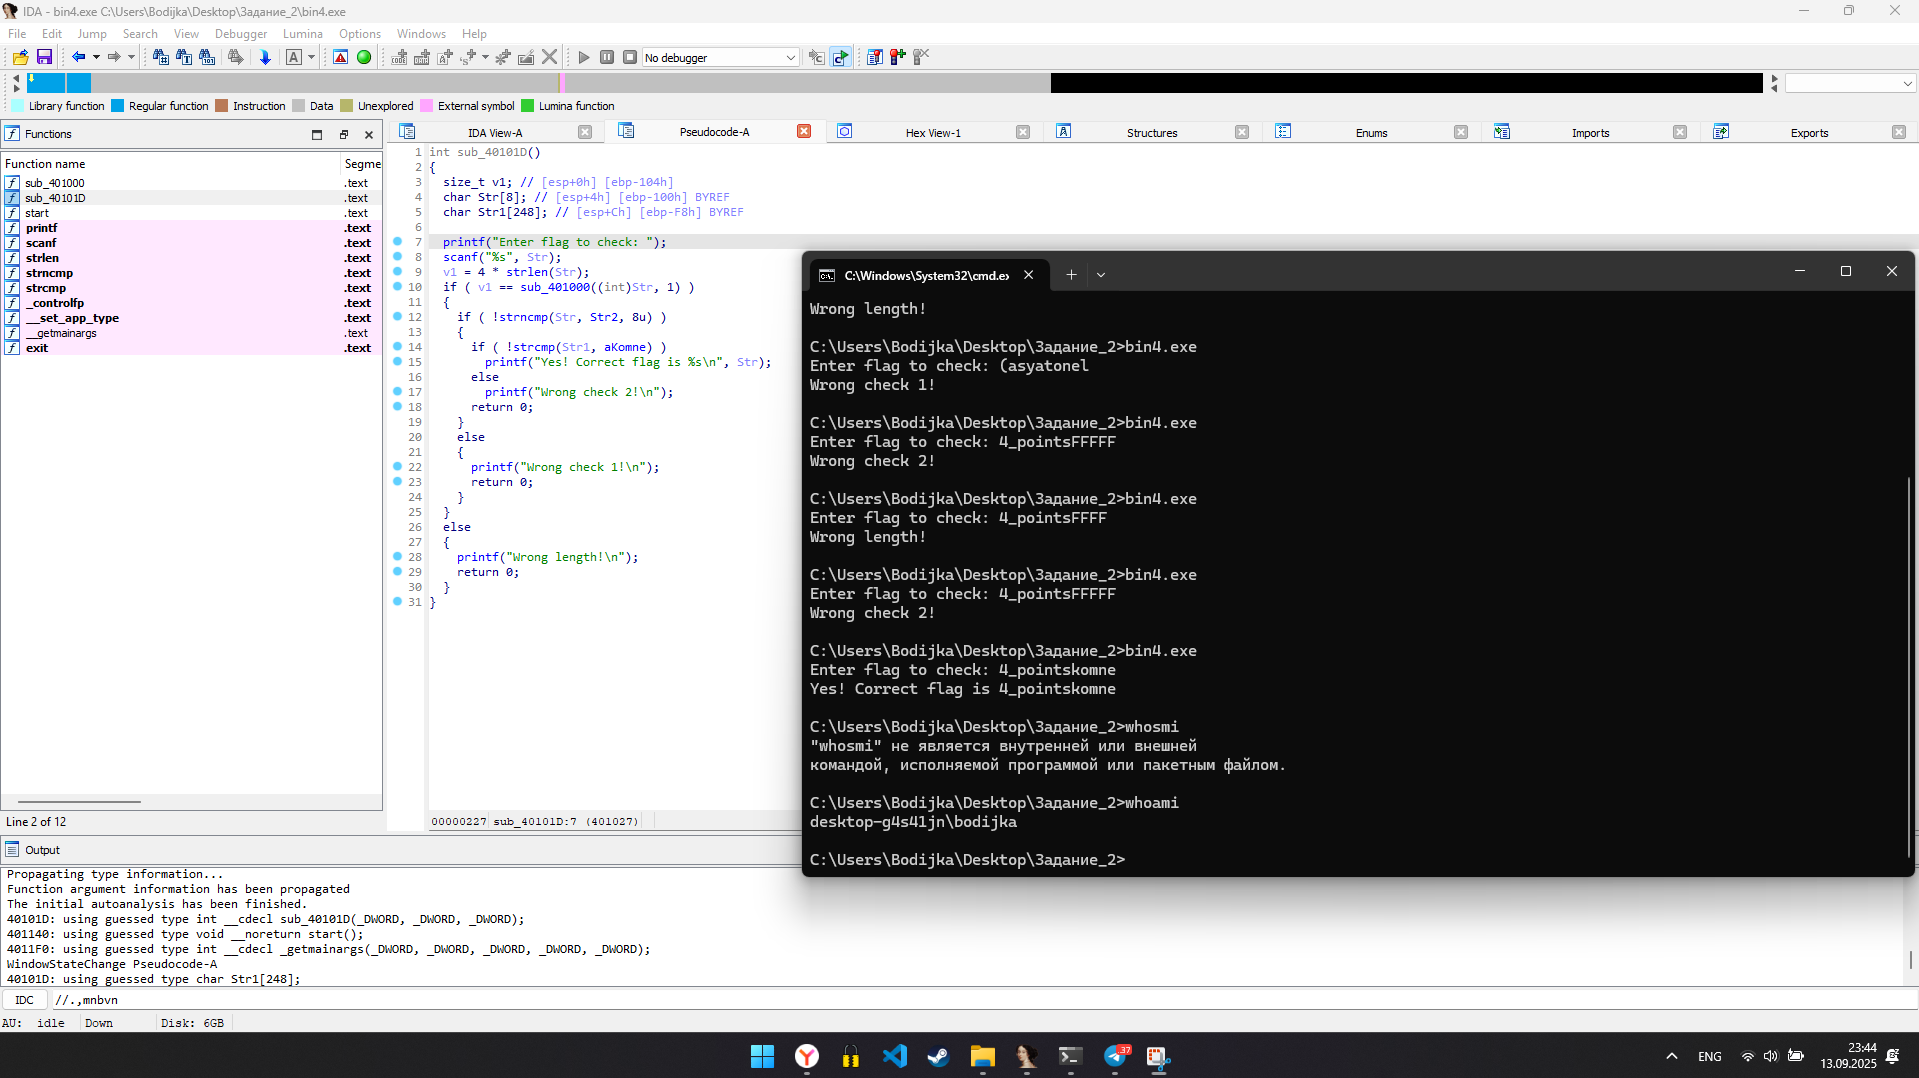 IDA - bin4.exe C:\Users\Bodijka\Desktop\Задание_2\bin4.exe
File Edit Jump Search View Debugger Lumina Options Windows Help
No debugger
Library function Regular function Instruction Data Unexplored External symbol Lumina function
Functions
IDA View-A Pseudocode-A Hex View-1 Structures Enums Imports Exports
Function name Segme
sub_401000 .text
sub_40101D .text
start .text
printf .text
scanf .text
strlen .text
strncmp .text
strcmp .text
_controlfp .text
__set_app_type .text
__getmainargs .text
exit .text
Line 2 of 12
1 int sub_40101D()
2 {
3 size_t v1; // [esp+0h] [ebp-104h]
4 char Str[8]; // [esp+4h] [ebp-100h] BYREF
5 char Str1[248]; // [esp+Ch] [ebp-F8h] BYREF
6
7 printf("Enter flag to check: ");
8 scanf("%s", Str);
9 v1 = 4 * strlen(Str);
10 if ( v1 == sub_401000((int)Str, 1) )
11 {
12 if ( !strncmp(Str, Str2, 8u) )
13 {
14 if ( !strcmp(Str1, aKomne) )
15 printf("Yes! Correct flag is %s\n", Str);
16 else
17 printf("Wrong check 2!\n");
18 return 0;
19 }
20 else
21 {
22 printf("Wrong check 1!\n");
23 return 0;
24 }
25 }
26 else
27 {
28 printf("Wrong length!\n");
29 return 0;
30 }
31 }
00000227 sub_40101D:7 (401027)
C:\Windows\System32\cmd.e×
Wrong length!
C:\Users\Bodijka\Desktop\Задание_2>bin4.exe
Enter flag to check: (asyatonel
Wrong check 1!
C:\Users\Bodijka\Desktop\Задание_2>bin4.exe
Enter flag to check: 4_pointsFFFFF
Wrong check 2!
C:\Users\Bodijka\Desktop\Задание_2>bin4.exe
Enter flag to check: 4_pointsFFFF
Wrong length!
C:\Users\Bodijka\Desktop\Задание_2>bin4.exe
Enter flag to check: 4_pointsFFFFF
Wrong check 2!
C:\Users\Bodijka\Desktop\Задание_2>bin4.exe
Enter flag to check: 4_pointskomne
Yes! Correct flag is 4_pointskomne
C:\Users\Bodijka\Desktop\Задание_2>whosmi
"whosmi" не является внутренней или внешней
командой, исполняемой программой или пакетным файлом.
C:\Users\Bodijka\Desktop\Задание_2>whoami
desktop-g4s41jn\bodijka
C:\Users\Bodijka\Desktop\Задание_2>
Output
Propagating type information...
Function argument information has been propagated
The initial autoanalysis has been finished.
40101D: using guessed type int __cdecl sub_40101D(_DWORD, _DWORD, _DWORD);
401140: using guessed type void __noreturn start();
4011F0: using guessed type int __cdecl _getmainargs(_DWORD, _DWORD, _DWORD, _DWORD, _DWORD);
WindowStateChange Pseudocode-A
40101D: using guessed type char Str1[248];
IDC //.,mnbvn
AU: idle Down Disk: 6GB
37
ENG
23:44
13.09.2025